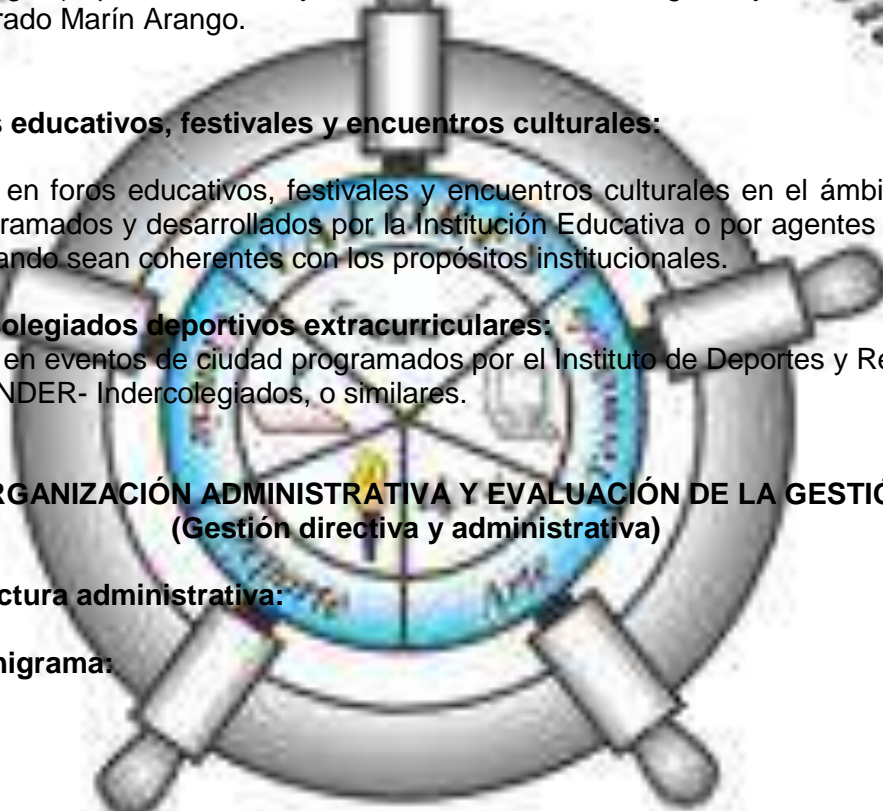 rado Marín Arango.
s educativos, festivales y encuentros culturales:
en foros educativos, festivales y encuentros culturales en el ámbi
ramados y desarrollados por la Institución Educativa o por agentes
ando sean coherentes con los propósitos institucionales.
olegiados deportivos extracurriculares:
en eventos de ciudad programados por el Instituto de Deportes y Re
NDER- Indercolegiados, o similares.
RGANIZACIÓN ADMINISTRATIVA Y EVALUACIÓN DE LA GESTIÓ
(Gestión directiva y administrativa)
ctura administrativa:
nigrama:
Arte